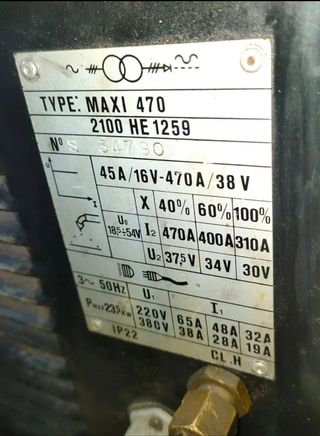 TYPE: MAXI 470
2100 HE1259
N° S 34790
45A/16V-470A/38V
X 40% 60% 100%
U₀ 18,5÷54V I₂ 470A 400A 310A
U₂ 37,5V 34V 30V
3~ 50Hz U₁ I₁
220V 65A 48A 32A
380V 38A 28A 19A
IP22 CL.H